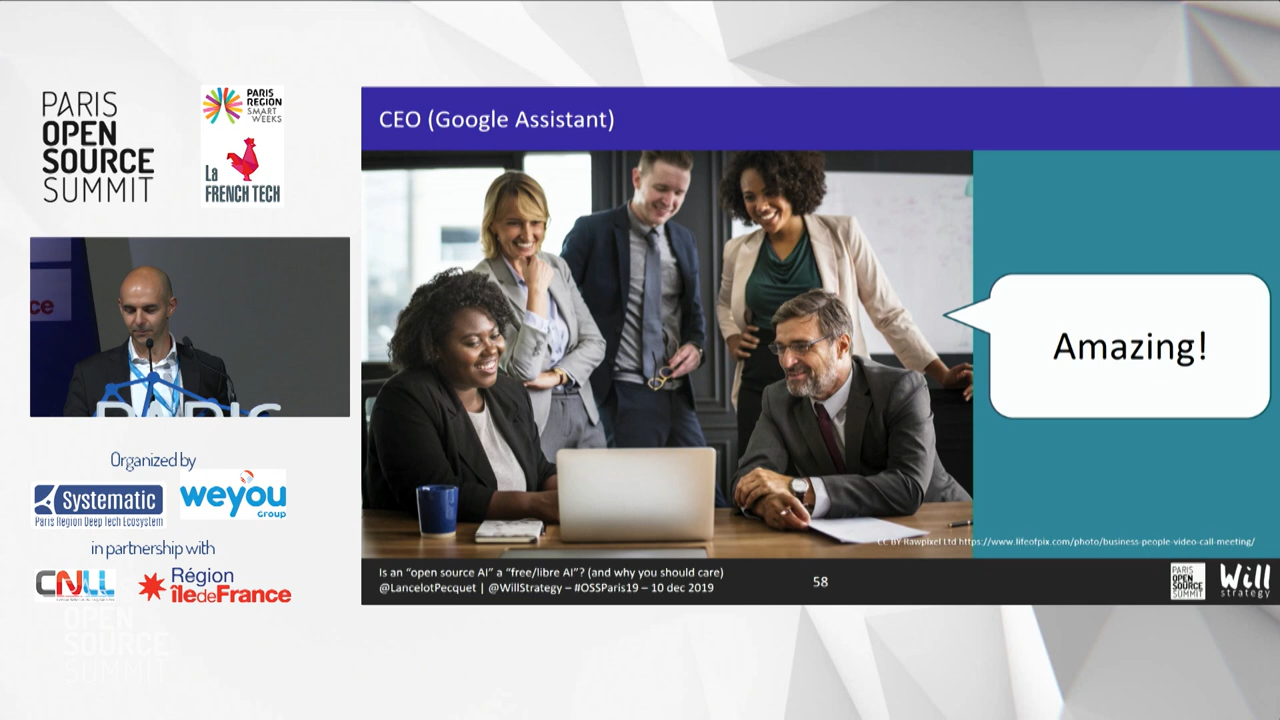 PARIS
OPEN
SOURCE
SUMMIT
PARIS
REGION
SMART
WEEKS
La
FRENCH TECH
ce
PARIS
Organized by
Systematic
Paris Region Deep Tech Ecosystem
weyou
Group
in partnership with
CNLL
Région
îledeFrance
OPEN
SOURCE
SUMMIT
CEO (Google Assistant)
Amazing!
CC BY Rawpixel Ltd https://www.lifeofpix.com/photo/business-people-video-call-meeting/
Is an “open source AI” a “free/libre AI”? (and why you should care)
@LancelotPecquet | @WillStrategy – #OSSParis19 – 10 dec 2019
58
PARIS
OPEN
SOURCE
SUMMIT
Will
strategy